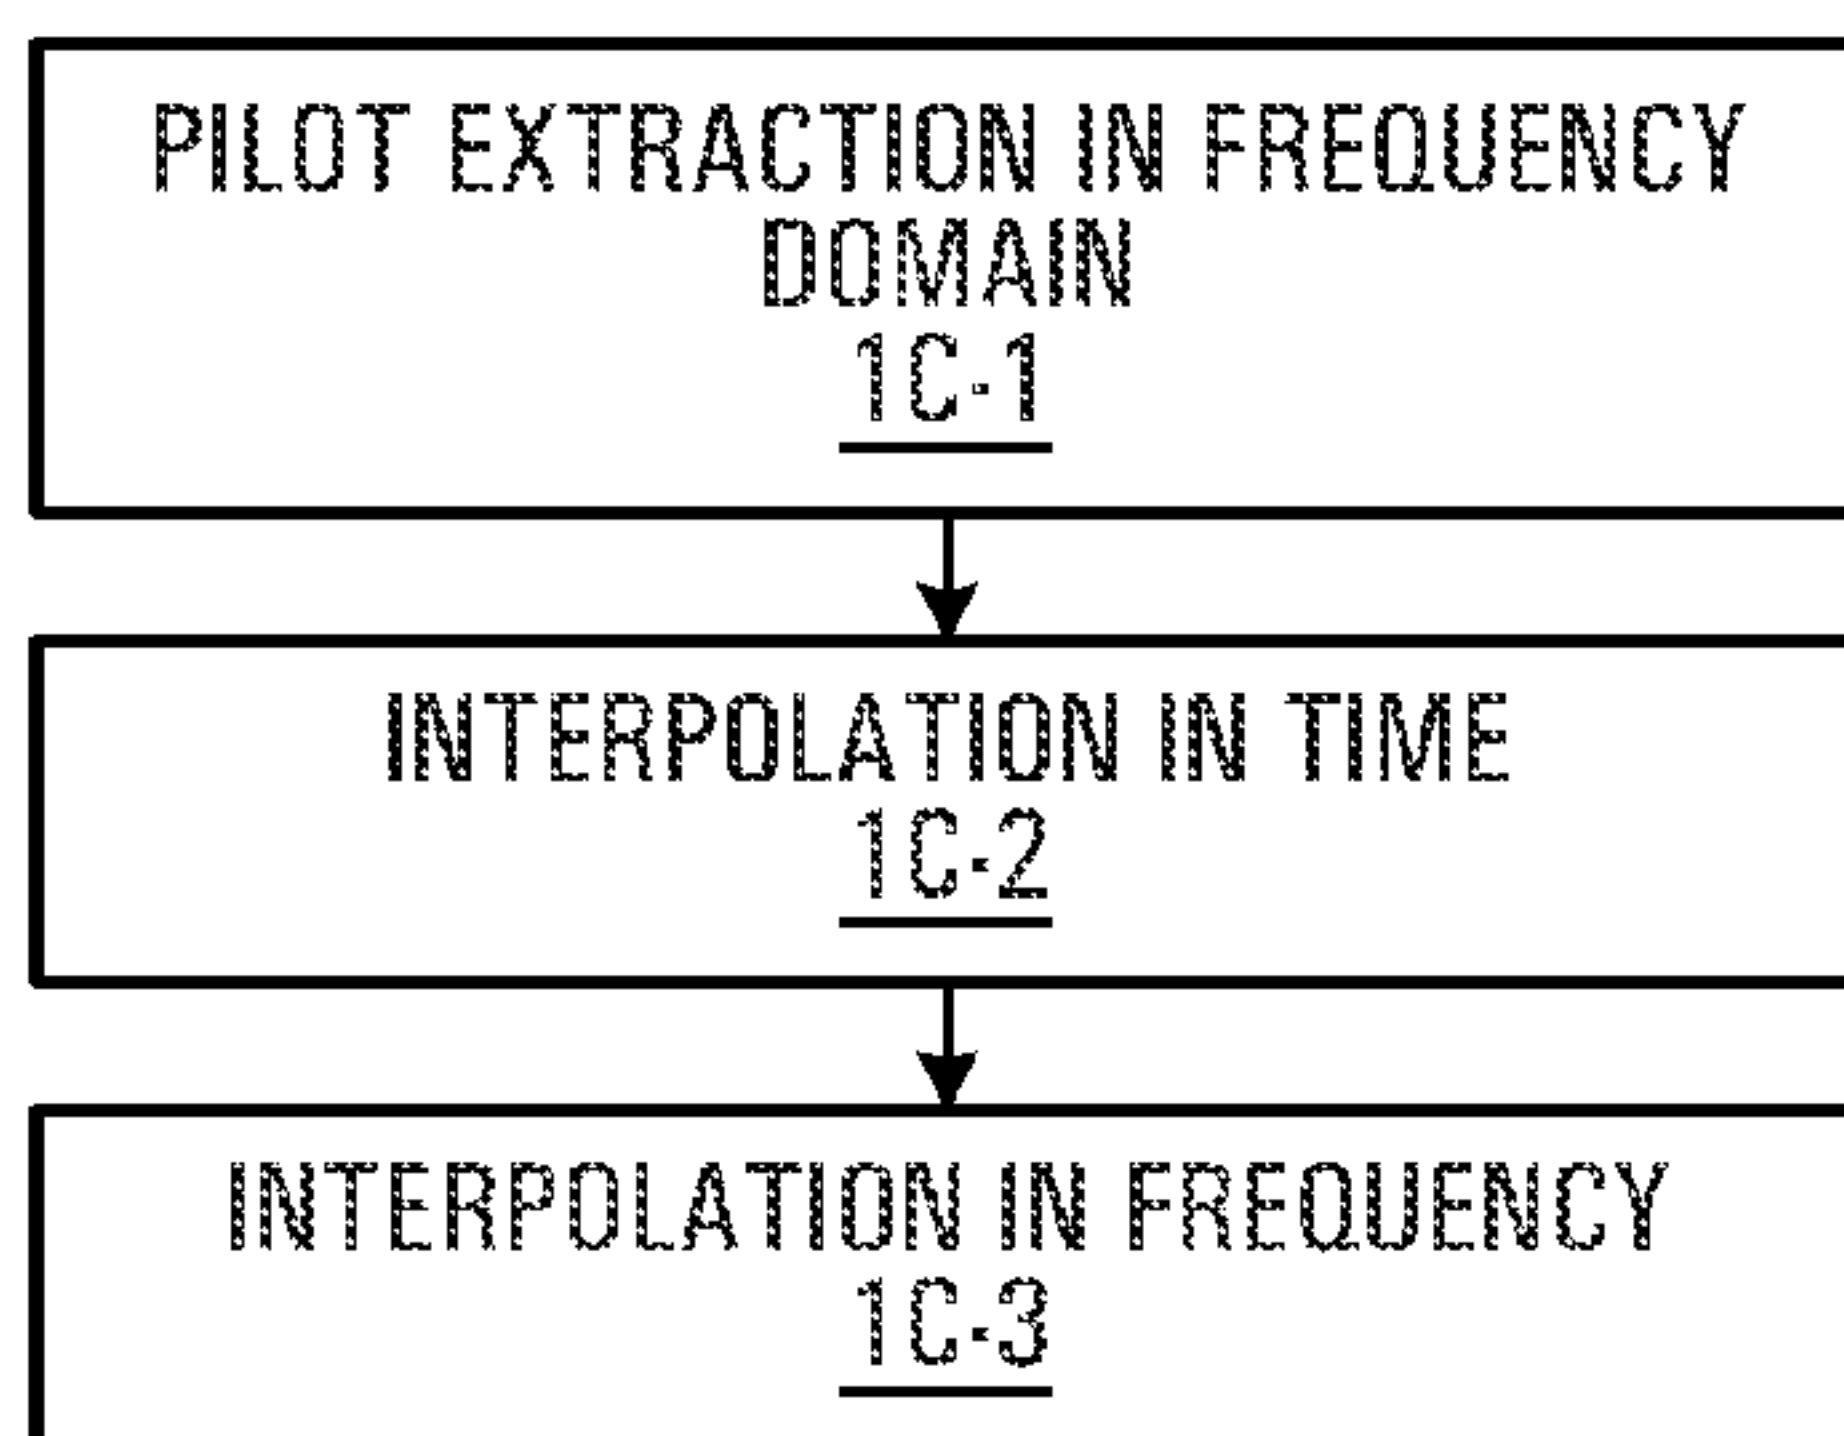 PILOT EXTRACTION IN FREQUENCY
DOMAIN
1C-1
INTERPOLATION IN TIME
1C-2
INTERPOLATION IN FREQUENCY
1C-3